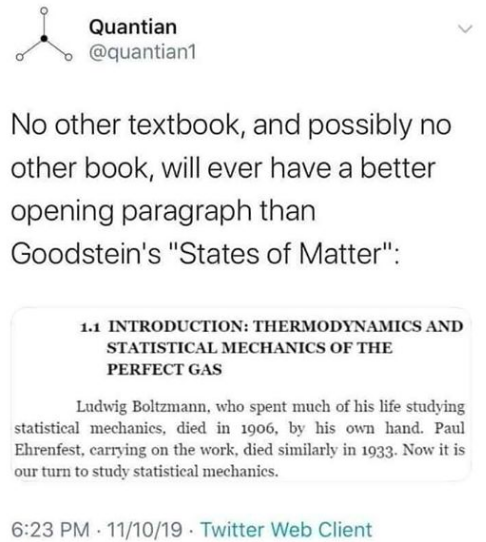 Quantian
@quantian1
No other textbook, and possibly no
other book, will ever have a better
opening paragraph than
Goodstein's "States of Matter":
1.1 INTRODUCTION: THERMODYNAMICS AND
STATISTICAL MECHANICS OF THE
PERFECT GAS
Ludwig Boltzmann, who spent much of his life studying
statistical mechanics, died in 1906, by his own hand. Paul
Ehrenfest, carrying on the work, died similarly in 1933. Now it is
our turn to study statistical mechanics.
6:23 PM · 11/10/19 · Twitter Web Client